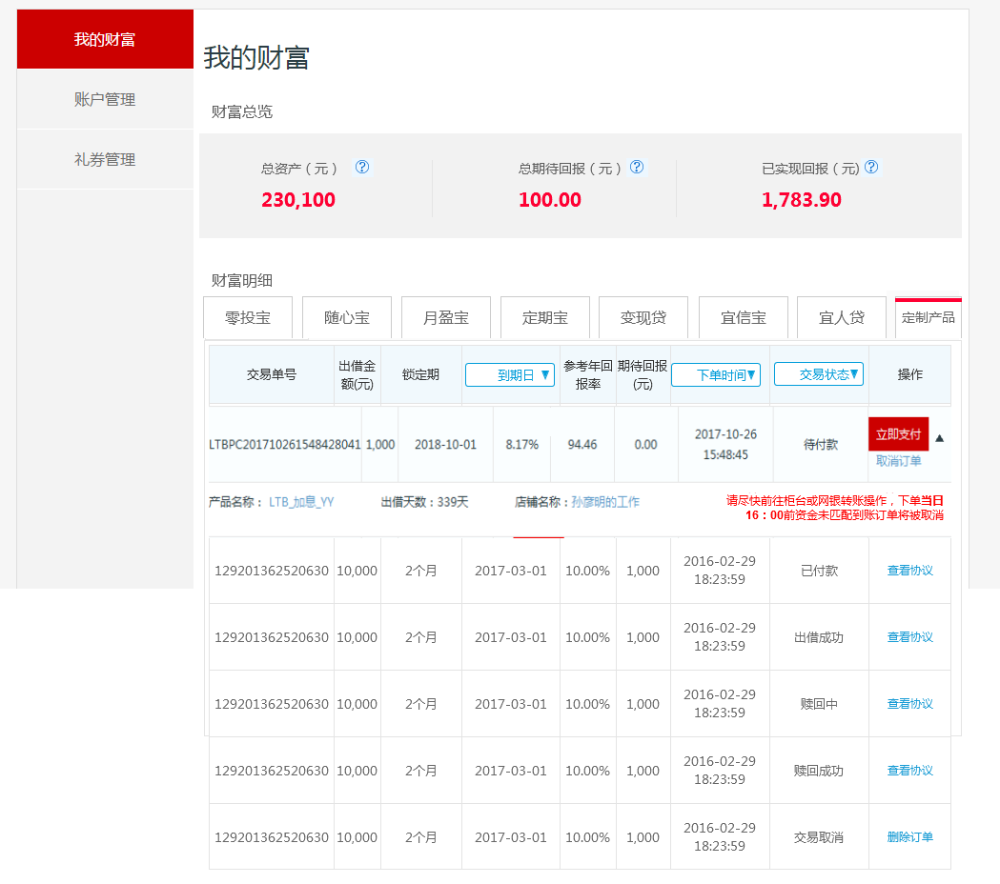 我的财富
账户管理
礼券管理
我的财富
财富总览
总资产（元） ? 总期待回报（元） ? 已实现回报（元) ?
230,100 100.00 1,783.90
财富明细
零投宝 随心宝 月盈宝 定期宝 变现贷 宜信宝 宜人贷 定制产品
交易单号 出借金额(元) 锁定期 到期日▼ 参考年回报率 期待回报(元) 下单时间▼ 交易状态▼ 操作
LTBPC201710261548428041 1,000 2018-10-01 8.17% 94.46 0.00 2017-10-26 15:48:45 待付款 立即支付 ▲
取消订单
产品名称： LTB_加息_YY 出借天数：339天 店铺名称：孙彦明的工作 请尽快前往柜台或网银转账操作，下单当日
16：00前资金未匹配到账订单将被取消
129201362520630 10,000 2个月 2017-03-01 10.00% 1,000 2016-02-29 18:23:59 已付款 查看协议
129201362520630 10,000 2个月 2017-03-01 10.00% 1,000 2016-02-29 18:23:59 出借成功 查看协议
129201362520630 10,000 2个月 2017-03-01 10.00% 1,000 2016-02-29 18:23:59 赎回中 查看协议
129201362520630 10,000 2个月 2017-03-01 10.00% 1,000 2016-02-29 18:23:59 赎回成功 查看协议
129201362520630 10,000 2个月 2017-03-01 10.00% 1,000 2016-02-29 18:23:59 交易取消 删除订单